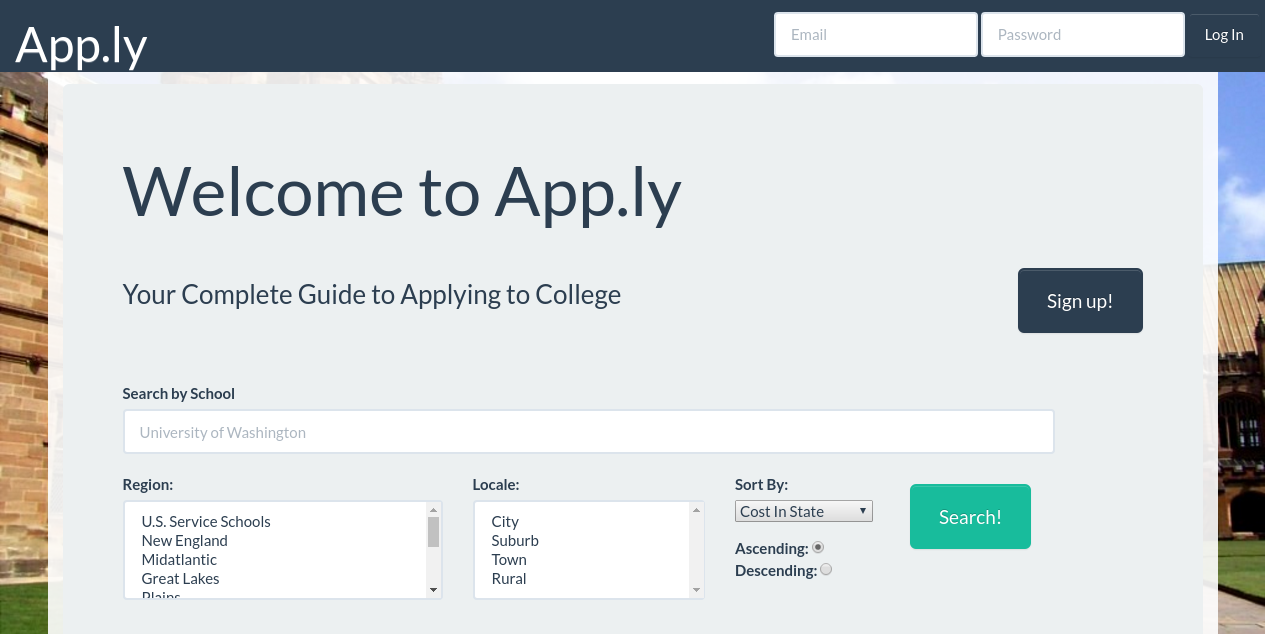 App.ly
Email
Password
Log In
Welcome to App.ly
Your Complete Guide to Applying to College
Sign up!
Search by School
University of Washington
Region:
U.S. Service Schools
New England
Midatlantic
Great Lakes
Plains
Locale:
City
Suburb
Town
Rural
Sort By:
Cost In State
Ascending:
Descending:
Search!